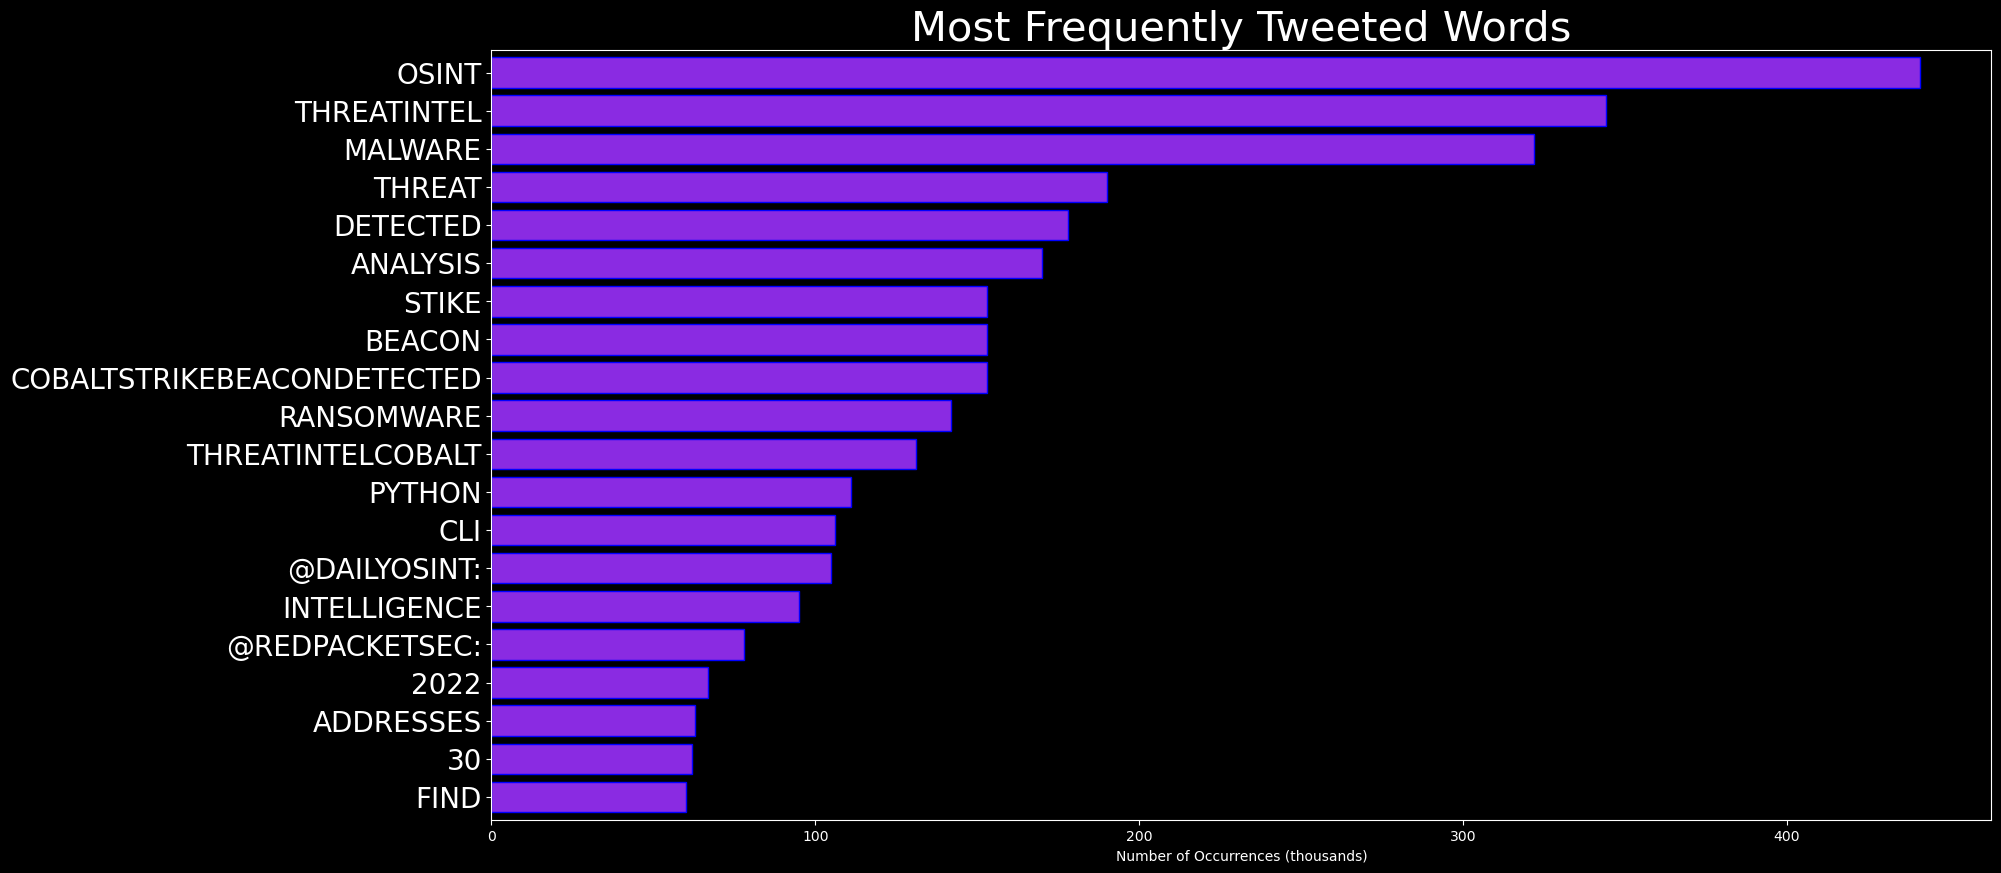 Most Frequently Tweeted Words
OSINT
THREATINTEL
MALWARE
THREAT
DETECTED
ANALYSIS
STIKE
BEACON
COBALTSTRIKEBEACONDETECTED
RANSOMWARE
THREATINTELCOBALT
PYTHON
CLI
@DAILYOSINT:
INTELLIGENCE
@REDPACKETSEC:
2022
ADDRESSES
30
FIND
0 100 200 300 400
Number of Occurrences (thousands)